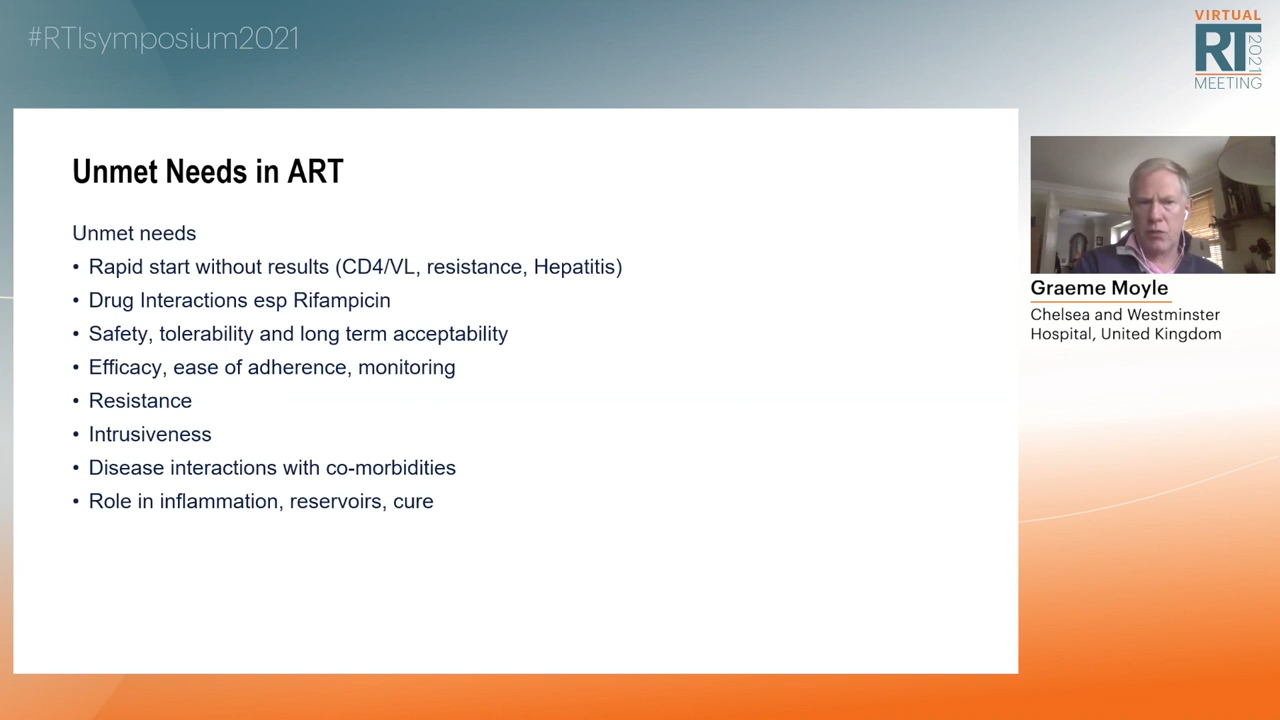 #RTIsymposium2021
VIRTUAL
RT 2021
MEETING
Unmet Needs in ART
Unmet needs
• Rapid start without results (CD4/VL, resistance, Hepatitis)
• Drug Interactions esp Rifampicin
• Safety, tolerability and long term acceptability
• Efficacy, ease of adherence, monitoring
• Resistance
• Intrusiveness
• Disease interactions with co-morbidities
• Role in inflammation, reservoirs, cure
Graeme Moyle
Chelsea and Westminster
Hospital, United Kingdom